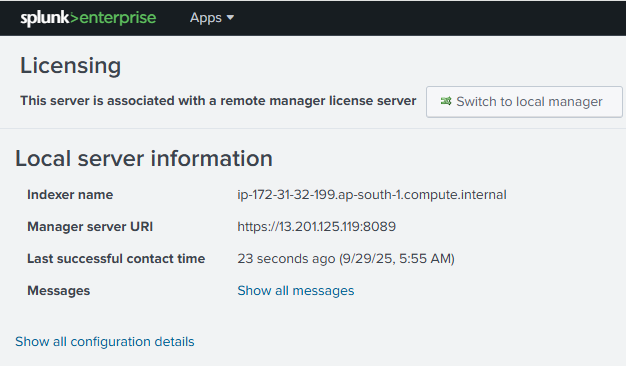 splunk>enterprise Apps
Licensing
This server is associated with a remote manager license server Switch to local manager
Local server information
Indexer name ip-172-31-32-199.ap-south-1.compute.internal
Manager server URI https://13.201.125.119:8089
Last successful contact time 23 seconds ago (9/29/25, 5:55 AM)
Messages Show all messages
Show all configuration details